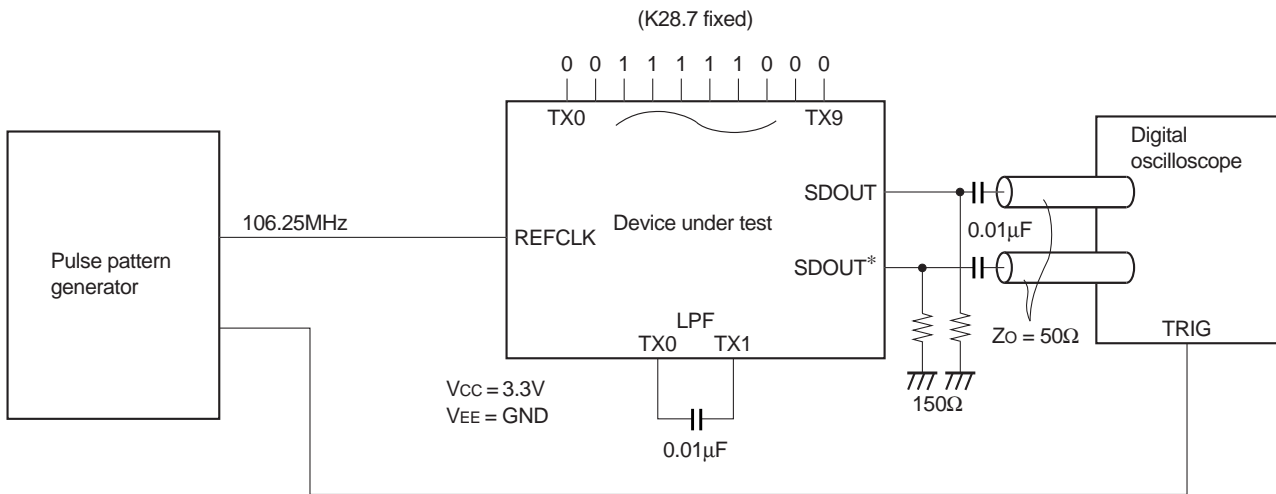 (K28.7 fixed)
0 0 1 1 1 1 1 0 0 0
TX0 TX9
Digital
oscilloscope
SDOUT
0.01μF
106.25MHz
REFCLK
Device under test
Pulse pattern
generator
SDOUT*
LPF
TX0 TX1
TRIG
ZO = 50Ω
VCC = 3.3V
VEE = GND
150Ω
0.01μF